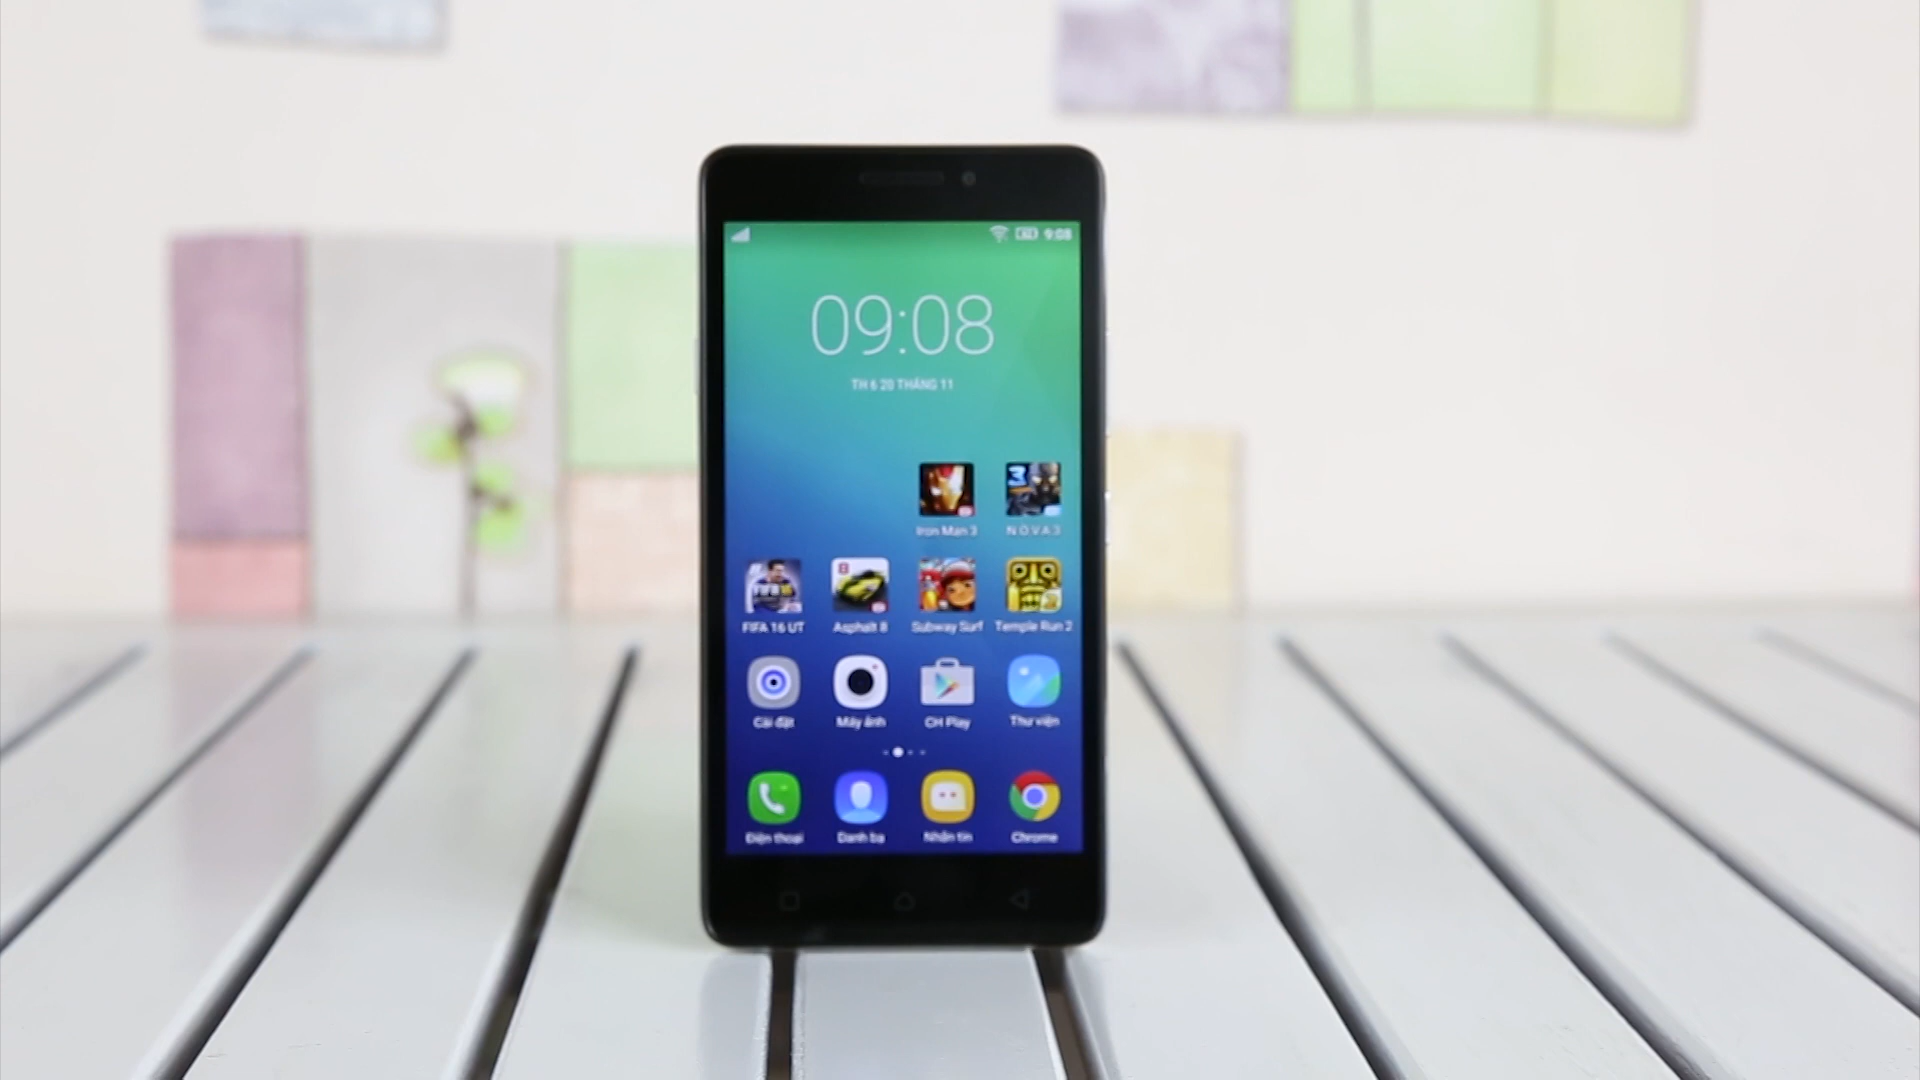 9:08
09:08
TH 6 20 THÁNG 11
Iron Man 3
N.O.V.A 3
FIFA 16 UT
Asphalt 8
Subway Surf
Temple Run 2
Cài đặt
Máy ảnh
CH Play
Thư viện
Điện thoại
Danh bạ
Nhắn tin
Chrome